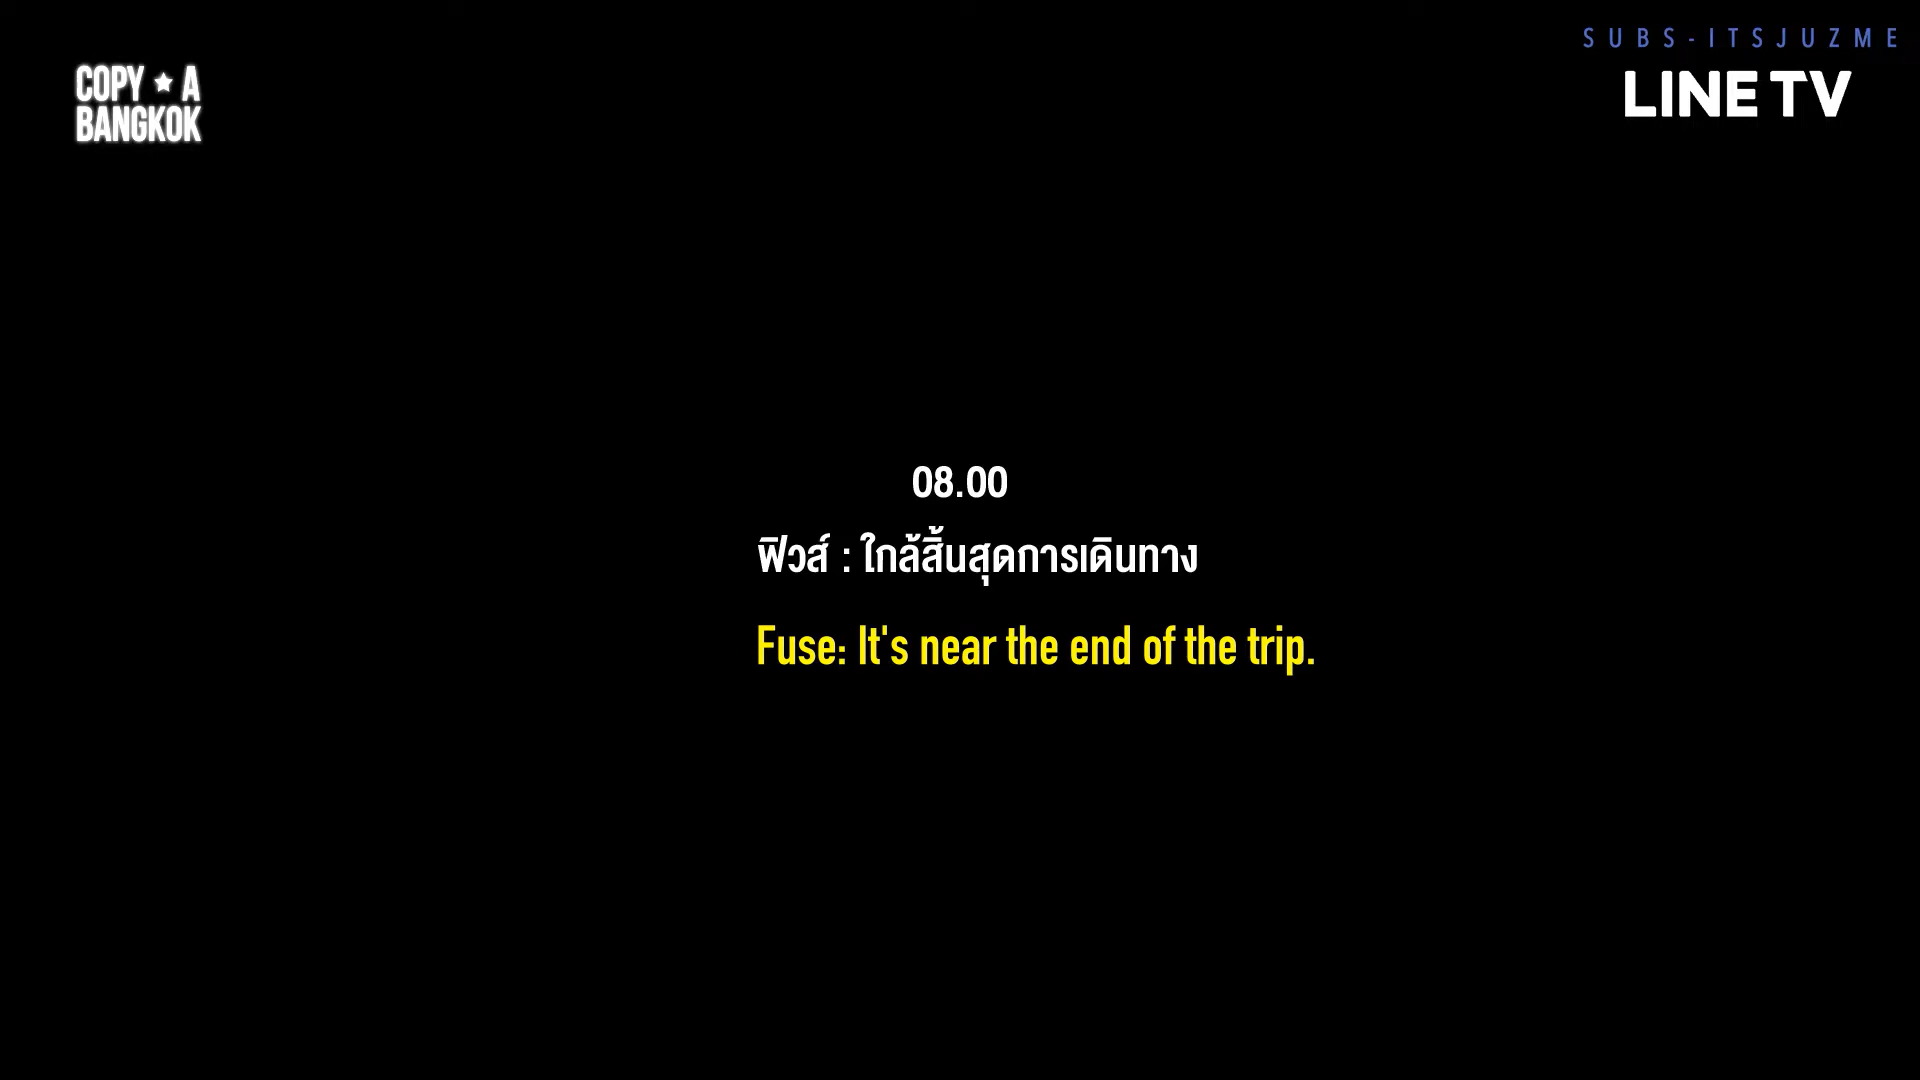 SUBS-ITSJUZME
COPY★A
BANGKOK
LINE TV
08.00
ฟิวส์ : ใกล้สิ้นสุดการเดินทาง
Fuse: It's near the end of the trip.